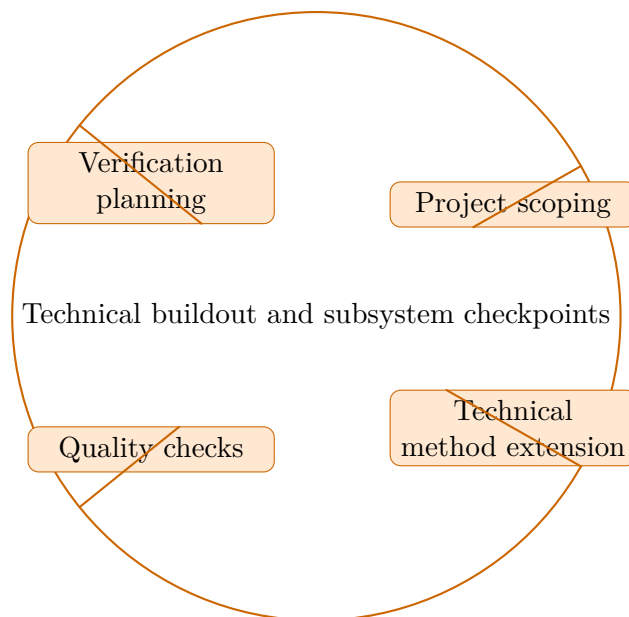 Verification
planning
Project scoping
Technical buildout and subsystem checkpoints
Technical
method extension
Quality checks